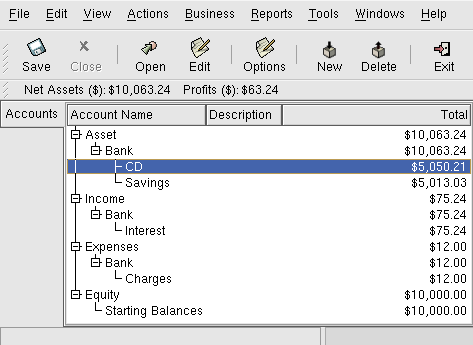 File Edit View Actions Business Reports Tools Windows Help
Save Close Open Edit Options New Delete Exit
Net Assets ($): $10,063.24 Profits ($): $63.24
Accounts Account Name Description Total
Asset $10,063.24
Bank $10,063.24
CD $5,050.21
Savings $5,013.03
Income $75.24
Bank $75.24
Interest $75.24
Expenses $12.00
Bank $12.00
Charges $12.00
Equity $10,000.00
Starting Balances $10,000.00